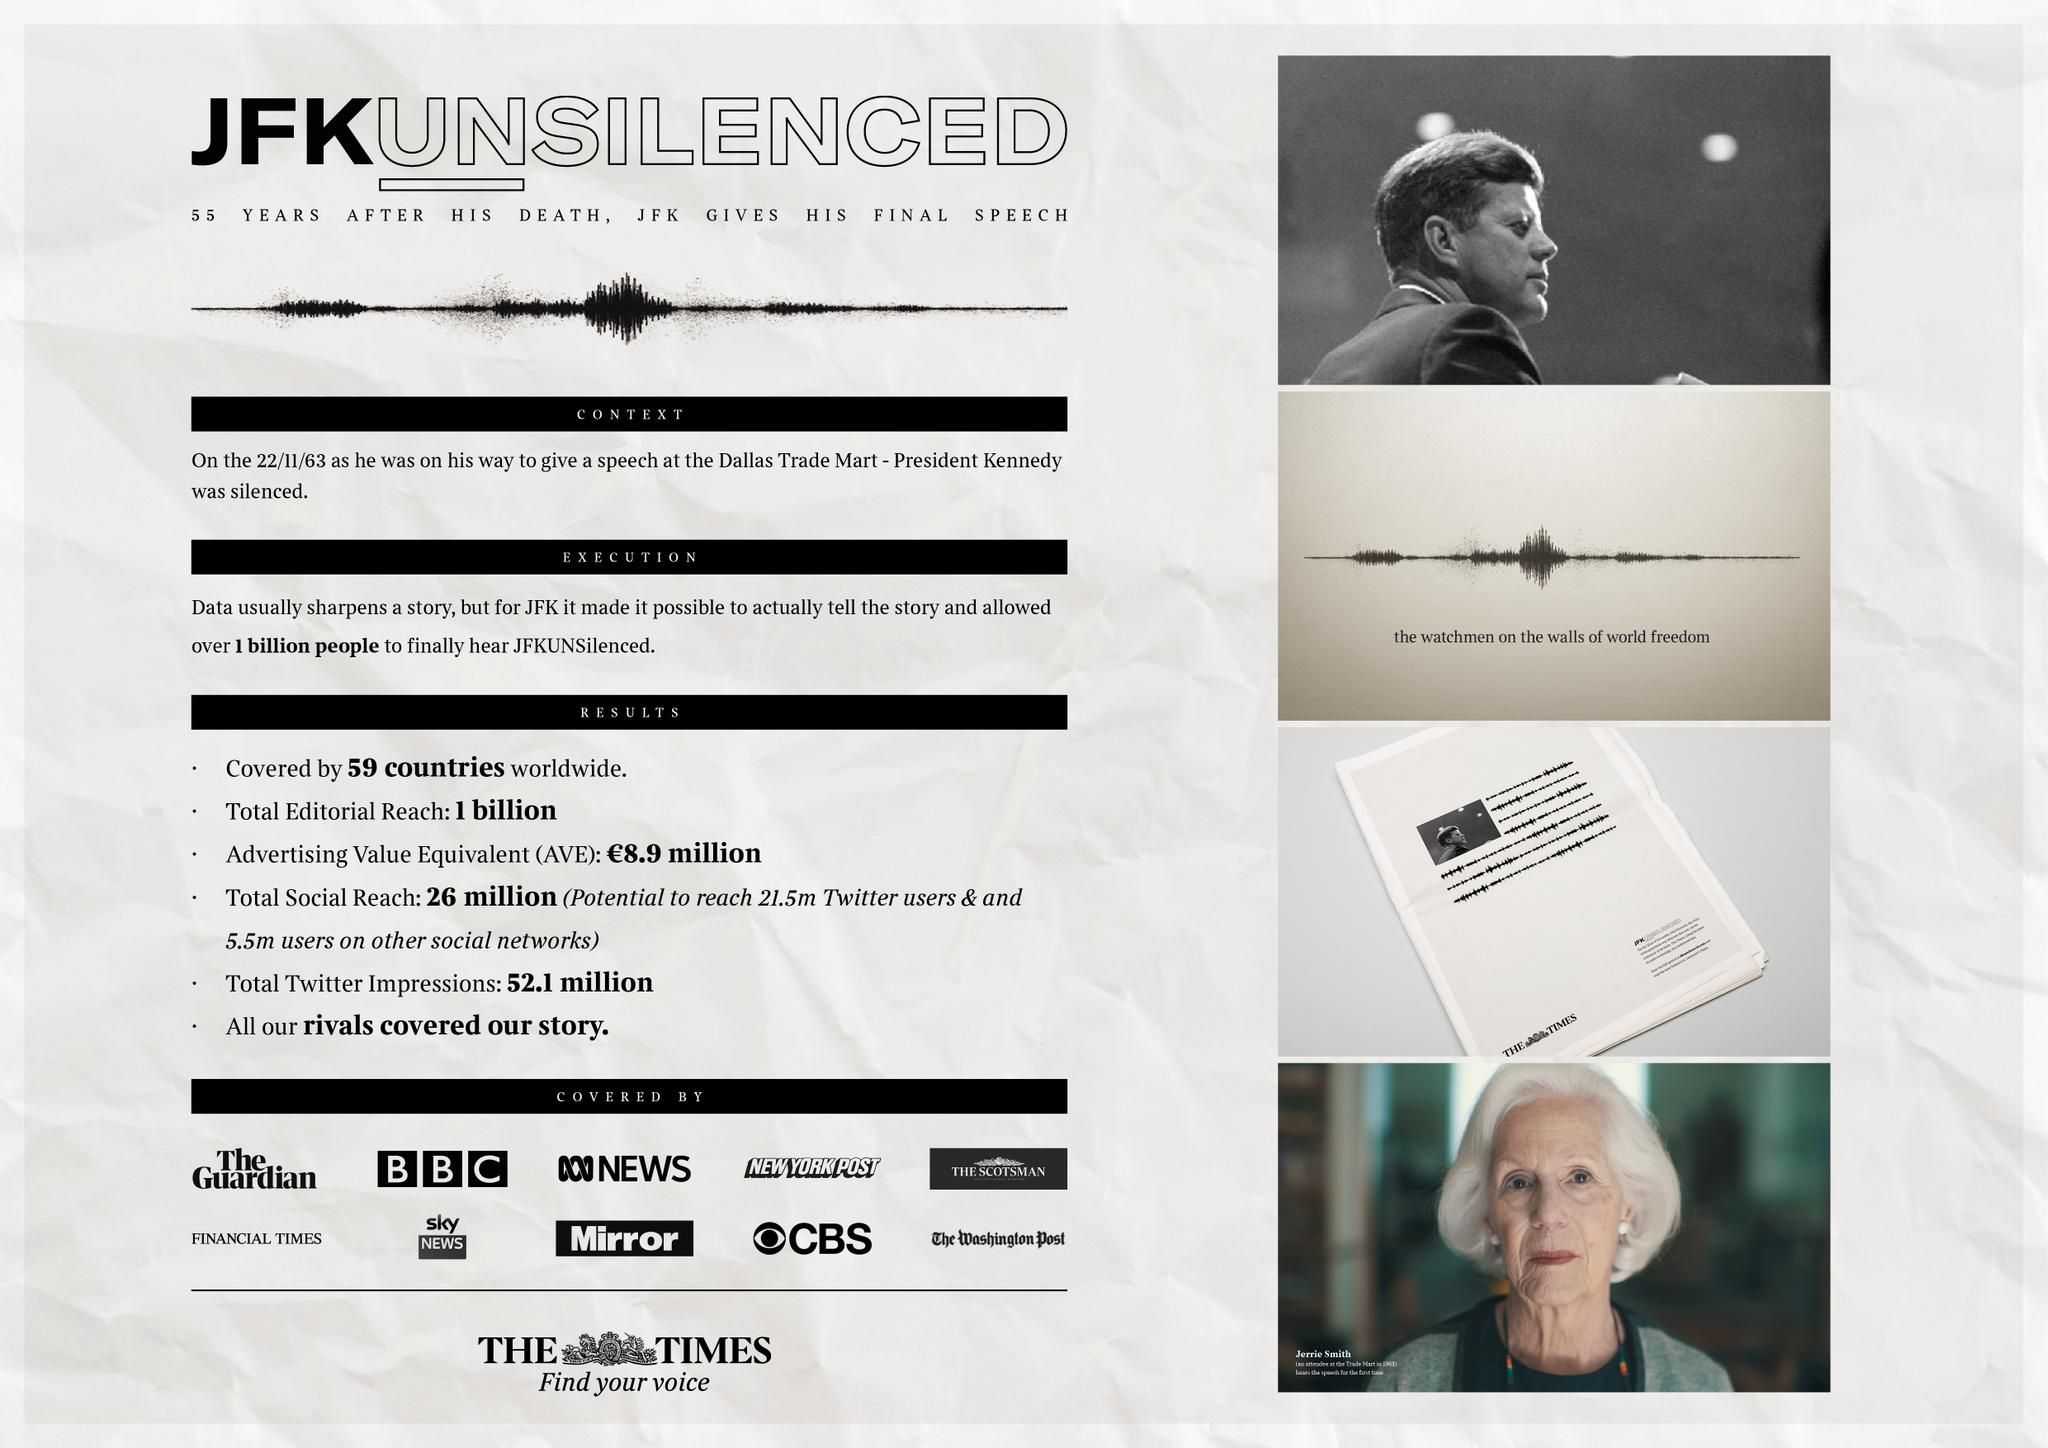 JFKUNSILENCED
55 YEARS AFTER HIS DEATH, JFK GIVES HIS FINAL SPEECH
CONTEXT
On the 22/11/63 as he was on his way to give a speech at the Dallas Trade Mart - President Kennedy
was silenced.
EXECUTION
Data usually sharpens a story, but for JFK it made it possible to actually tell the story and allowed
over 1 billion people to finally hear JFKUNSilenced.
RESULTS
· Covered by 59 countries worldwide.
· Total Editorial Reach: 1 billion
· Advertising Value Equivalent (AVE): €8.9 million
· Total Social Reach: 26 million (Potential to reach 21.5m Twitter users & and
5.5m users on other social networks)
· Total Twitter Impressions: 52.1 million
· All our rivals covered our story.
COVERED BY
The Guardian
BBC
NEWS
NEW YORK POST
THE SCOTSMAN
FINANCIAL TIMES
sky NEWS
Mirror
CBS
The Washington Post
THE TIMES
Find your voice
the watchmen on the walls of world freedom
JFK
THE TIMES
Jerrie Smith
(an attendee at the Trade Mart in 1963)
hears the speech for the first time